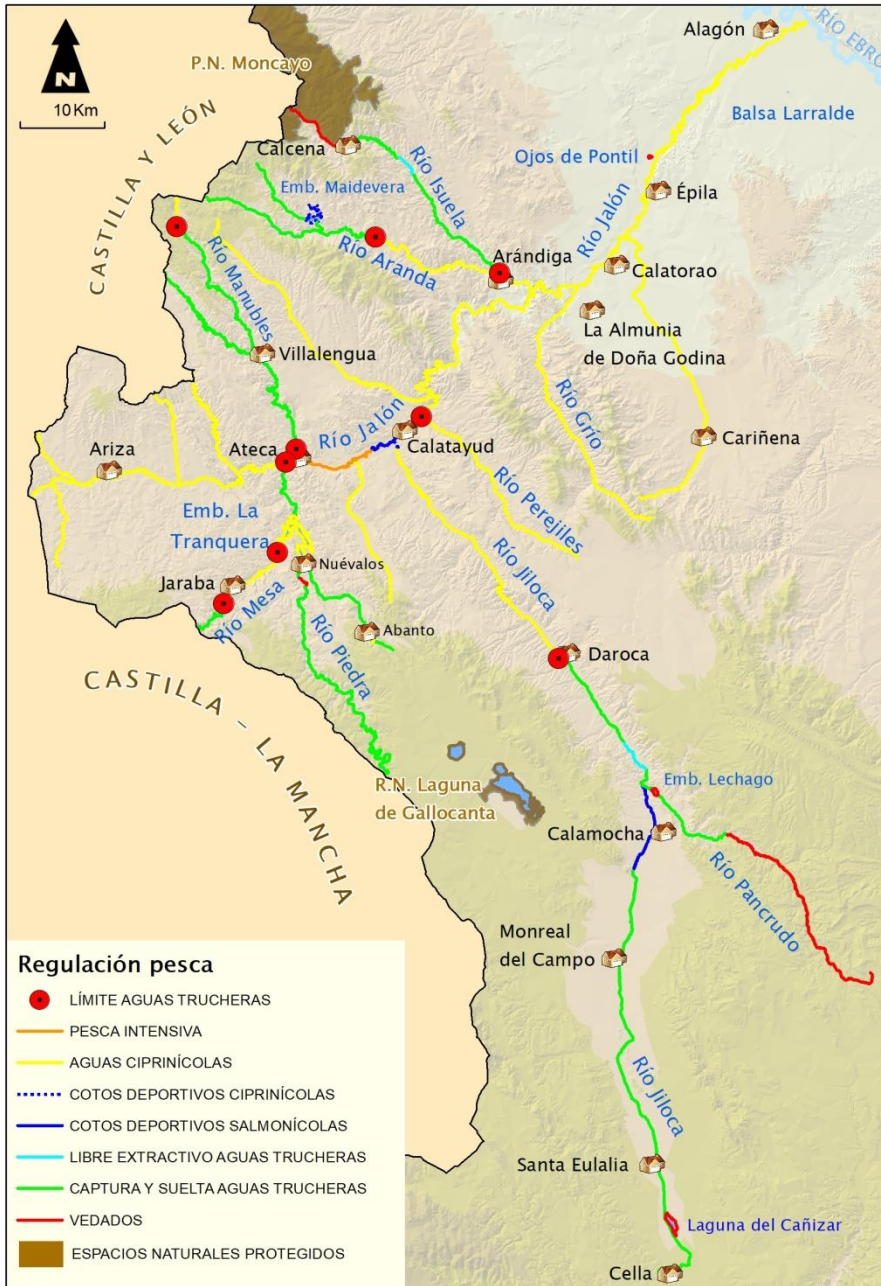 Alagón
RÍO EBRO
N
P.N. Moncayo
10 Km
Balsa Larralde
CASTILLA Y LEÓN
Calcena
Ojos de Pontil
Río Isuela
Emb. Maidevera
Épila
Río Jalón
Río Aranda
Arándiga
Calatorao
Río Manubles
La Almunia
de Doña Godina
Villalengua
Río Grío
Río Jalón
Calatayud
Cariñena
Ariza
Ateca
Río Perejiles
Emb. La
Tranquera
Río Jiloca
Nuévalos
Jaraba
Río Mesa
Abanto
Río Piedra
Daroca
CASTILLA - LA MANCHA
Emb. Lechago
R.N. Laguna
de Gallocanta
Calamocha
Río Pancrudo
Monreal
del Campo
Río Jiloca
Santa Eulalia
Laguna del Cañizar
Cella
Regulación pesca
LÍMITE AGUAS TRUCHERAS
PESCA INTENSIVA
AGUAS CIPRINÍCOLAS
COTOS DEPORTIVOS CIPRINÍCOLAS
COTOS DEPORTIVOS SALMONÍCOLAS
LIBRE EXTRACTIVO AGUAS TRUCHERAS
CAPTURA Y SUELTA AGUAS TRUCHERAS
VEDADOS
ESPACIOS NATURALES PROTEGIDOS